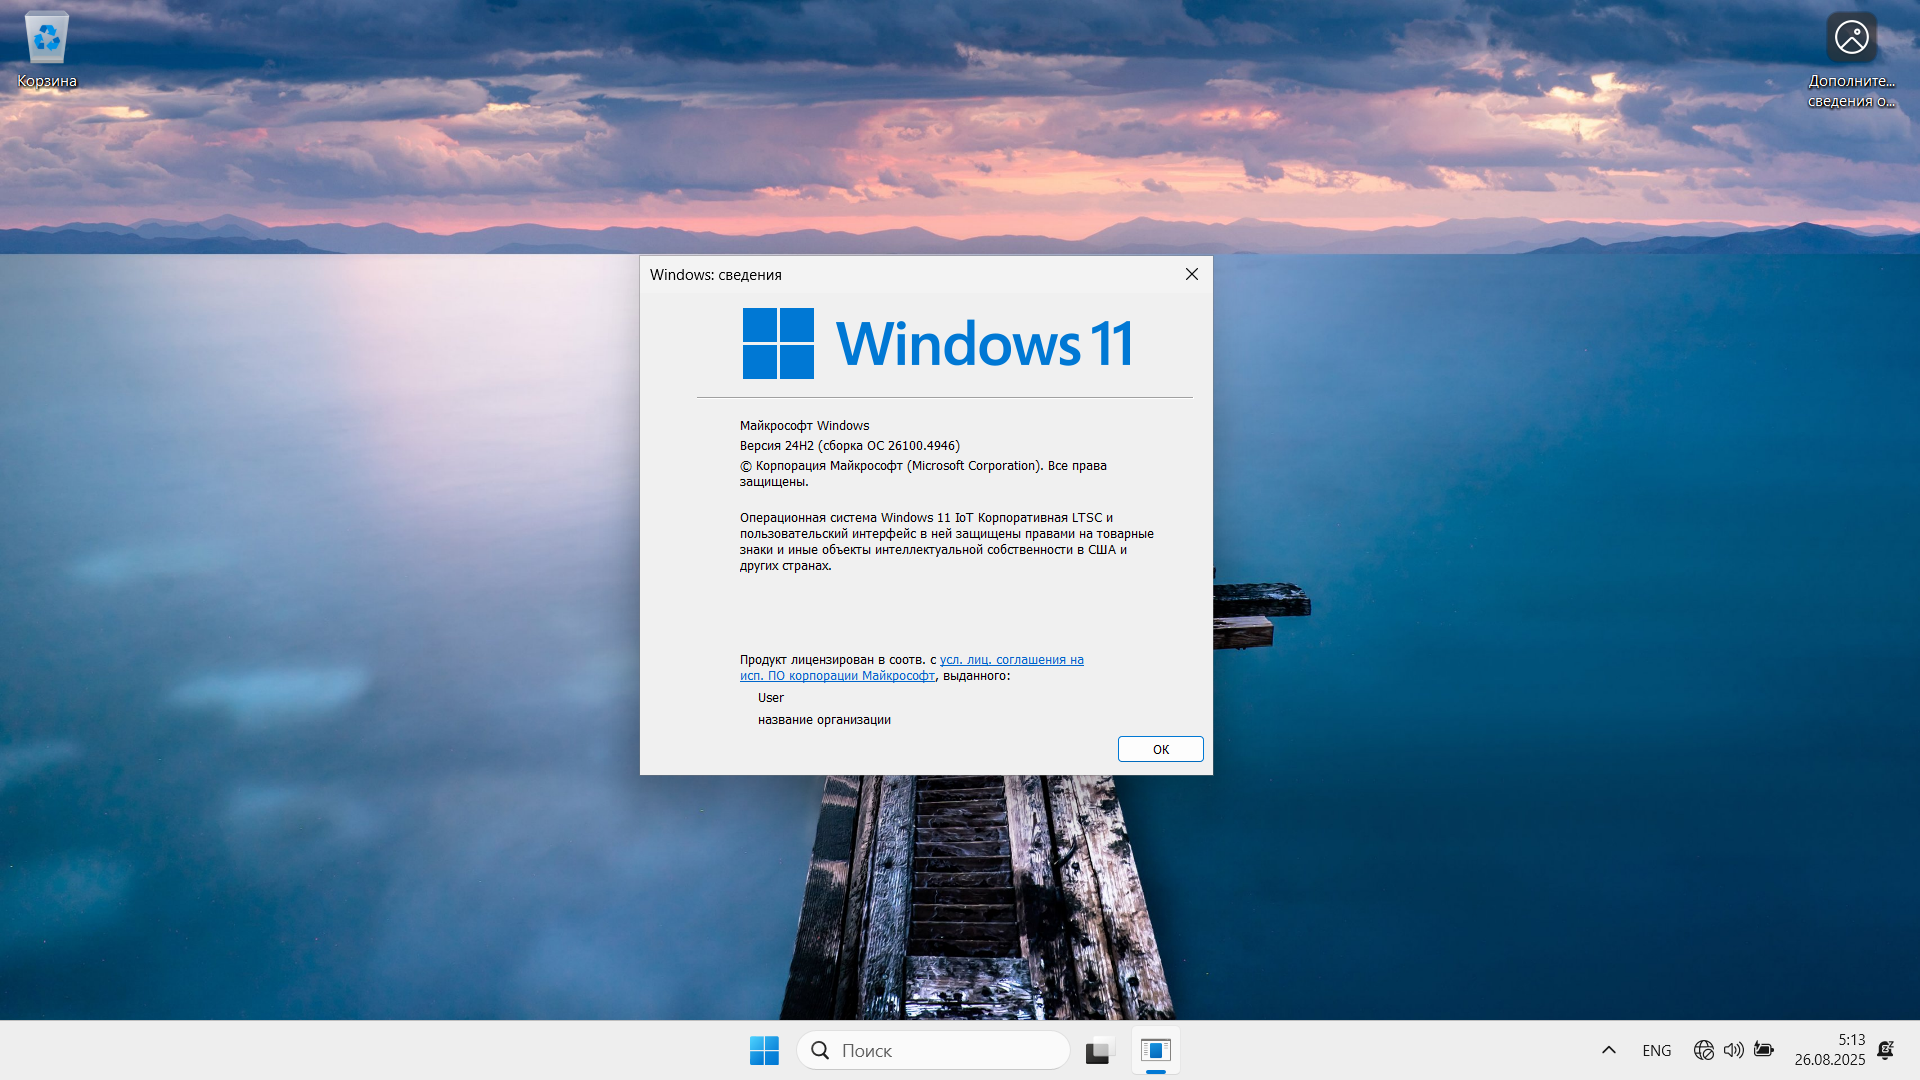 Корзина
Дополните...
сведения о...
Windows: сведения
Windows 11
Майкрософт Windows
Версия 24H2 (сборка ОС 26100.4946)
© Корпорация Майкрософт (Microsoft Corporation). Все права
защищены.
Операционная система Windows 11 IoT Корпоративная LTSC и
пользовательский интерфейс в ней защищены правами на товарные
знаки и иные объекты интеллектуальной собственности в США и
других странах.
Продукт лицензирован в соотв. с усл. лиц. соглашения на
исп. ПО корпорации Майкрософт, выданного:
User
название организации
ОК
Поиск
ENG
5:13
26.08.2025